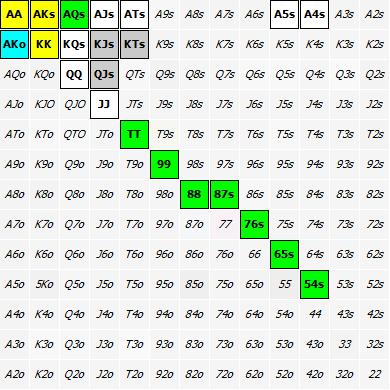 AA AKs AQs AJs ATs A9s A8s A7s A6s A5s A4s A3s A2s
AKo KK KQs KJs KTs K9s K8s K7s K6s K5s K4s K3s K2s
AQo KQo QQ QJs QTs Q9s Q8s Q7s Q6s Q5s Q4s Q3s Q2s
AJo KJO QJO JJ JTs J9s J8s J7s J6s J5s J4s J3s J2s
ATo KTo QTO JTo TT T9s T8s T7s T6s T5s T4s T3s T2s
A9o K9o Q9o J9o T9o 99 98s 97s 96s 95s 94s 93s 92s
A8o K8o Q8o J8o T8o 98o 88 87s 86s 85s 84s 83s 82s
A7o K7o Q7o J7o T7o 97o 87o 77 76s 75s 74s 73s 72s
A6o K6o Q6o J6o T6o 96o 86o 76o 66 65s 64s 63s 62s
A5o 5Ko Q5o J5o T5o 95o 85o 75o 65o 55 54s 53s 52s
A4o K4o Q4o J4o T4o 94o 84o 74o 64o 54o 44 43s 42s
A3o K3o Q3o J3o T3o 93o 83o 73o 63o 53o 43o 33 32s
A2o K2o Q2o J2o T2o 92o 82o 72o 62o 52o 42o 32o 22